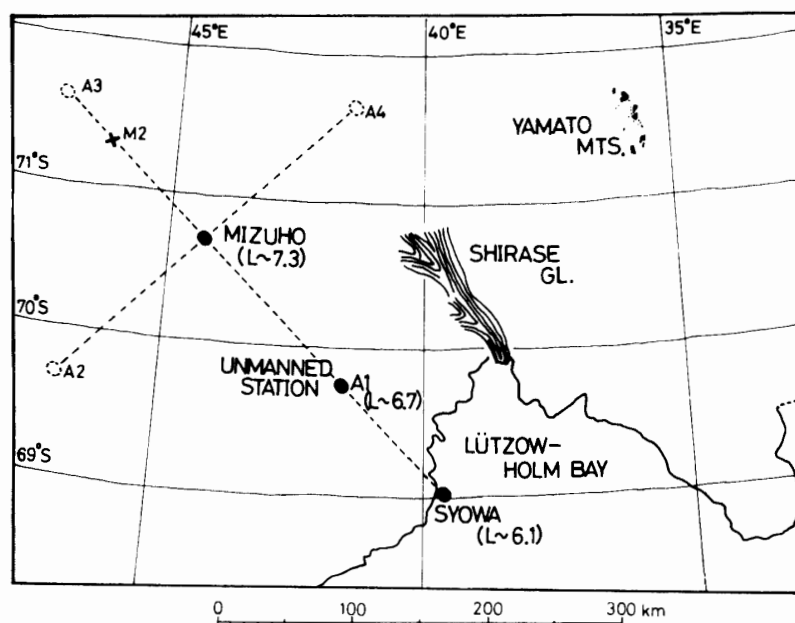 45°E
40°E
35°E
A3
A4
M2
YAMATO
MTS.
71°S
MIZUHO
(L~7.3)
SHIRASE
GL.
70°S
A2
UNMANNED
STATION
A1
(L~6.7)
69°S
LÜTZOW-
HOLM BAY
SYOWA
(L~6.1)
0 100 200 300 km